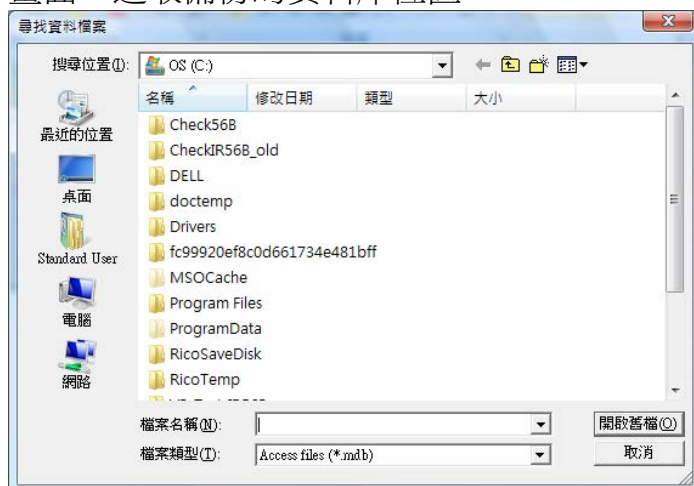 尋找資料檔案
搜尋位置(I): OS (C:)
名稱 修改日期 類型 大小
最近的位置
桌面
Standard User
電腦
網路
Check56B
CheckIR56B_old
DELL
doctemp
Drivers
fc99920ef8c0d661734e481bff
MSOCache
Program Files
ProgramData
RicoSaveDisk
RicoTemp
檔案名稱(N): 開啟舊檔(O)
檔案類型(T): Access files (*.mdb) 取消